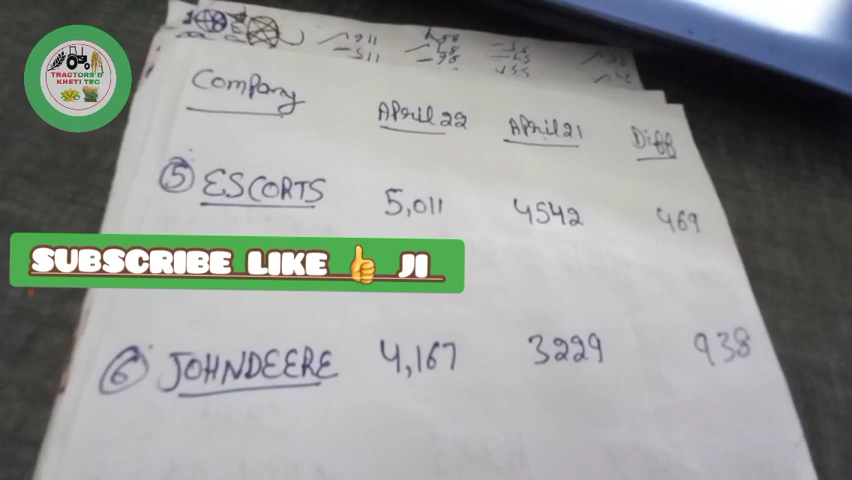 TRACTORS D
KHETI TEC
Company April 22 April 21 Diff
5 ESCORTS 5,011 4542 469
SUBSCRIBE LIKE 👍 JI
6 JOHNDEERE 4,167 3229 938